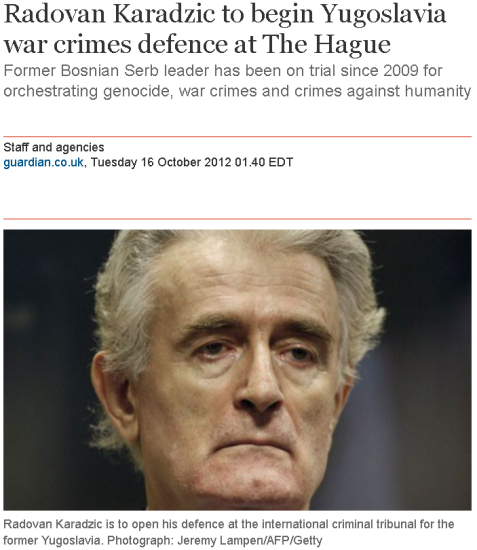 Radovan Karadzic to begin Yugoslavia
war crimes defence at The Hague
Former Bosnian Serb leader has been on trial since 2009 for
orchestrating genocide, war crimes and crimes against humanity
Staff and agencies
guardian.co.uk, Tuesday 16 October 2012 01.40 EDT
Radovan Karadzic is to open his defence at the international criminal tribunal for the
former Yugoslavia. Photograph: Jeremy Lampen/AFP/Getty